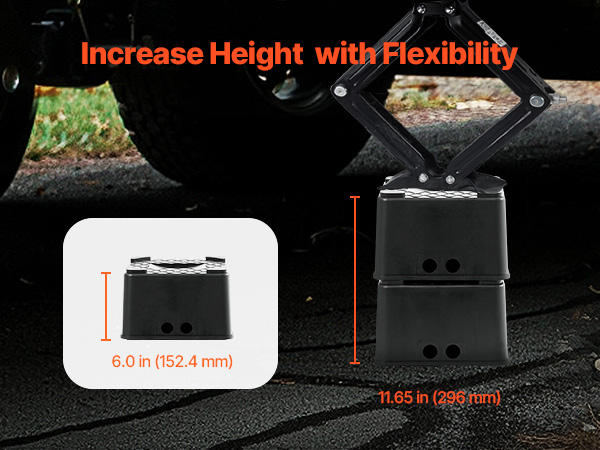 Increase Height with Flexibility
6.0 in (152.4 mm)
11.65 in (296 mm)